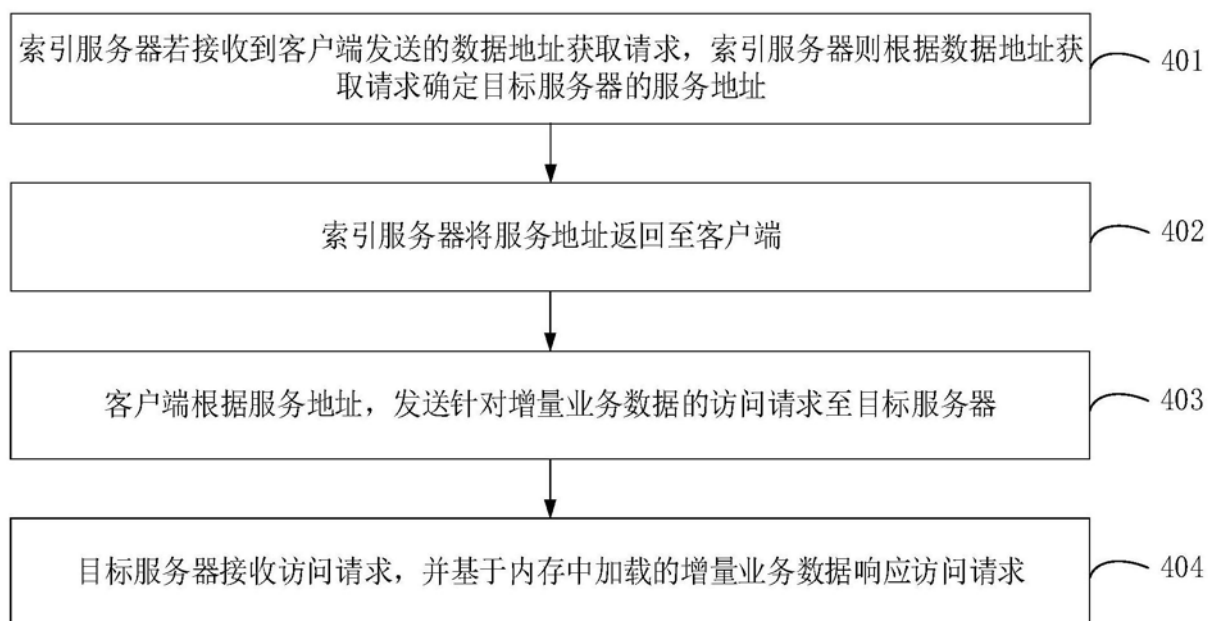 索引服务器若接收到客户端发送的数据地址获取请求，索引服务器则根据数据地址获
取请求确定目标服务器的服务地址
401
索引服务器将服务地址返回至客户端
402
客户端根据服务地址，发送针对增量业务数据的访问请求至目标服务器
403
目标服务器接收访问请求，并基于内存中加载的增量业务数据响应访问请求
404